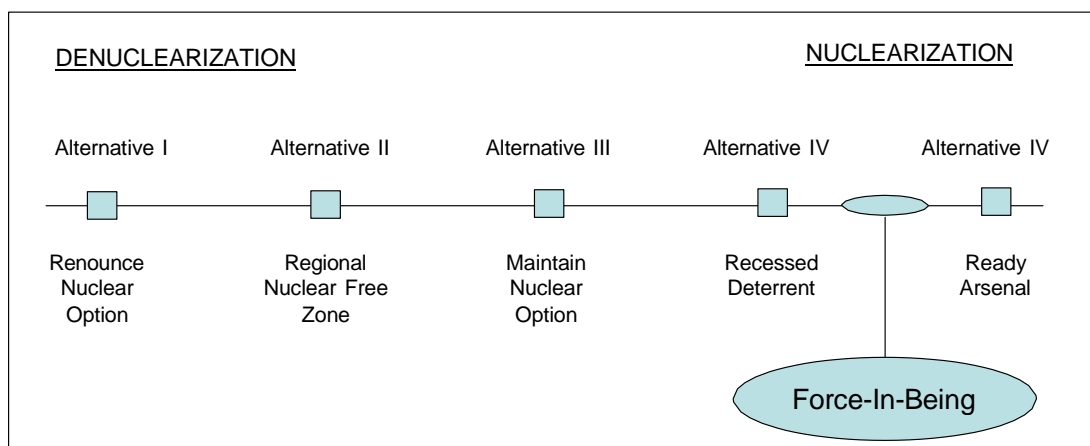 DENUCLEARIZATION
NUCLEARIZATION
Alternative I
Alternative II
Alternative III
Alternative IV
Alternative IV
Renounce
Nuclear
Option
Regional
Nuclear Free
Zone
Maintain
Nuclear
Option
Recessed
Deterrent
Ready
Arsenal
Force-In-Being